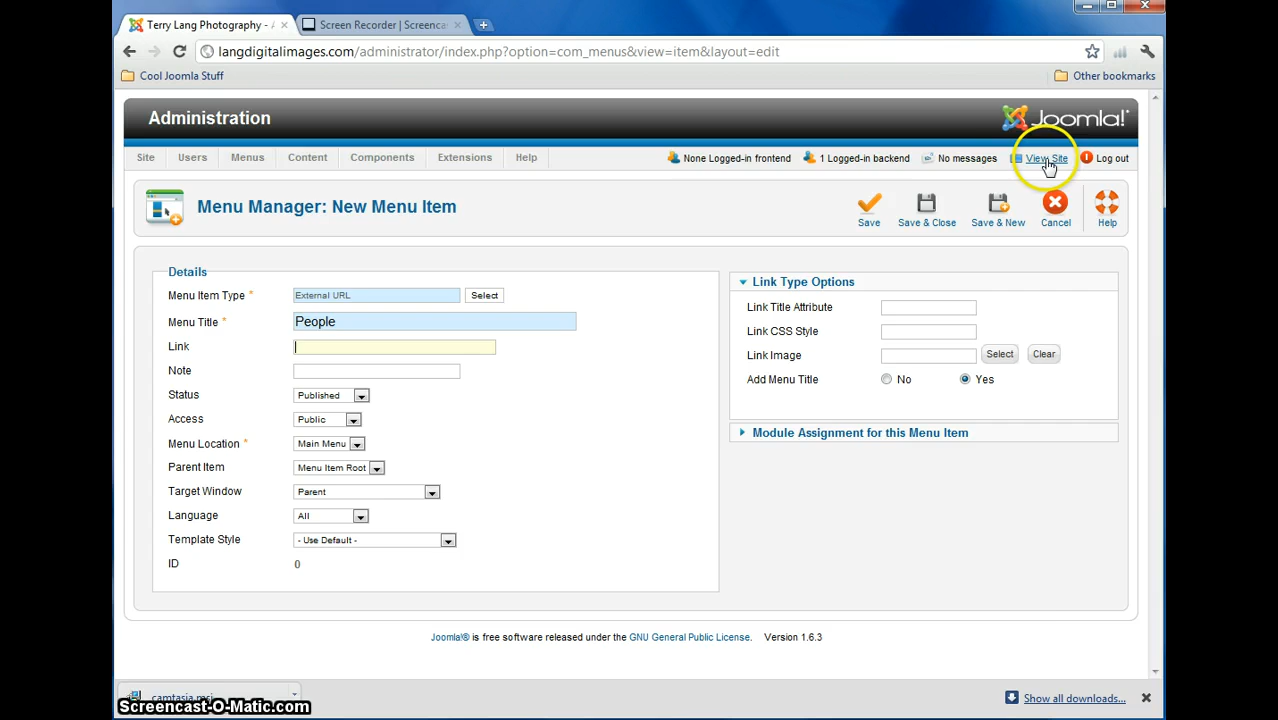 Terry Lang Photography - A
Screen Recorder | Screencas
langdigitalimages.com/administrator/index.php?option=com_menus&view=item&layout=edit
Cool Joomla Stuff
Other bookmarks
Administration
Joomla!
Site Users Menus Content Components Extensions Help
None Logged-in frontend 1 Logged-in backend No messages View Site Log out
Menu Manager: New Menu Item
Save Save & Close Save & New Cancel Help
Details
Menu Item Type * External URL Select
Menu Title * People
Link
Note
Status Published
Access Public
Menu Location * Main Menu
Parent Item Menu Item Root
Target Window Parent
Language All
Template Style - Use Default -
ID 0
Link Type Options
Link Title Attribute
Link CSS Style
Link Image Select Clear
Add Menu Title No Yes
Module Assignment for this Menu Item
Joomla!® is free software released under the GNU General Public License. Version 1.6.3
camtasia.msi
Show all downloads...
Screencast-O-Matic.com